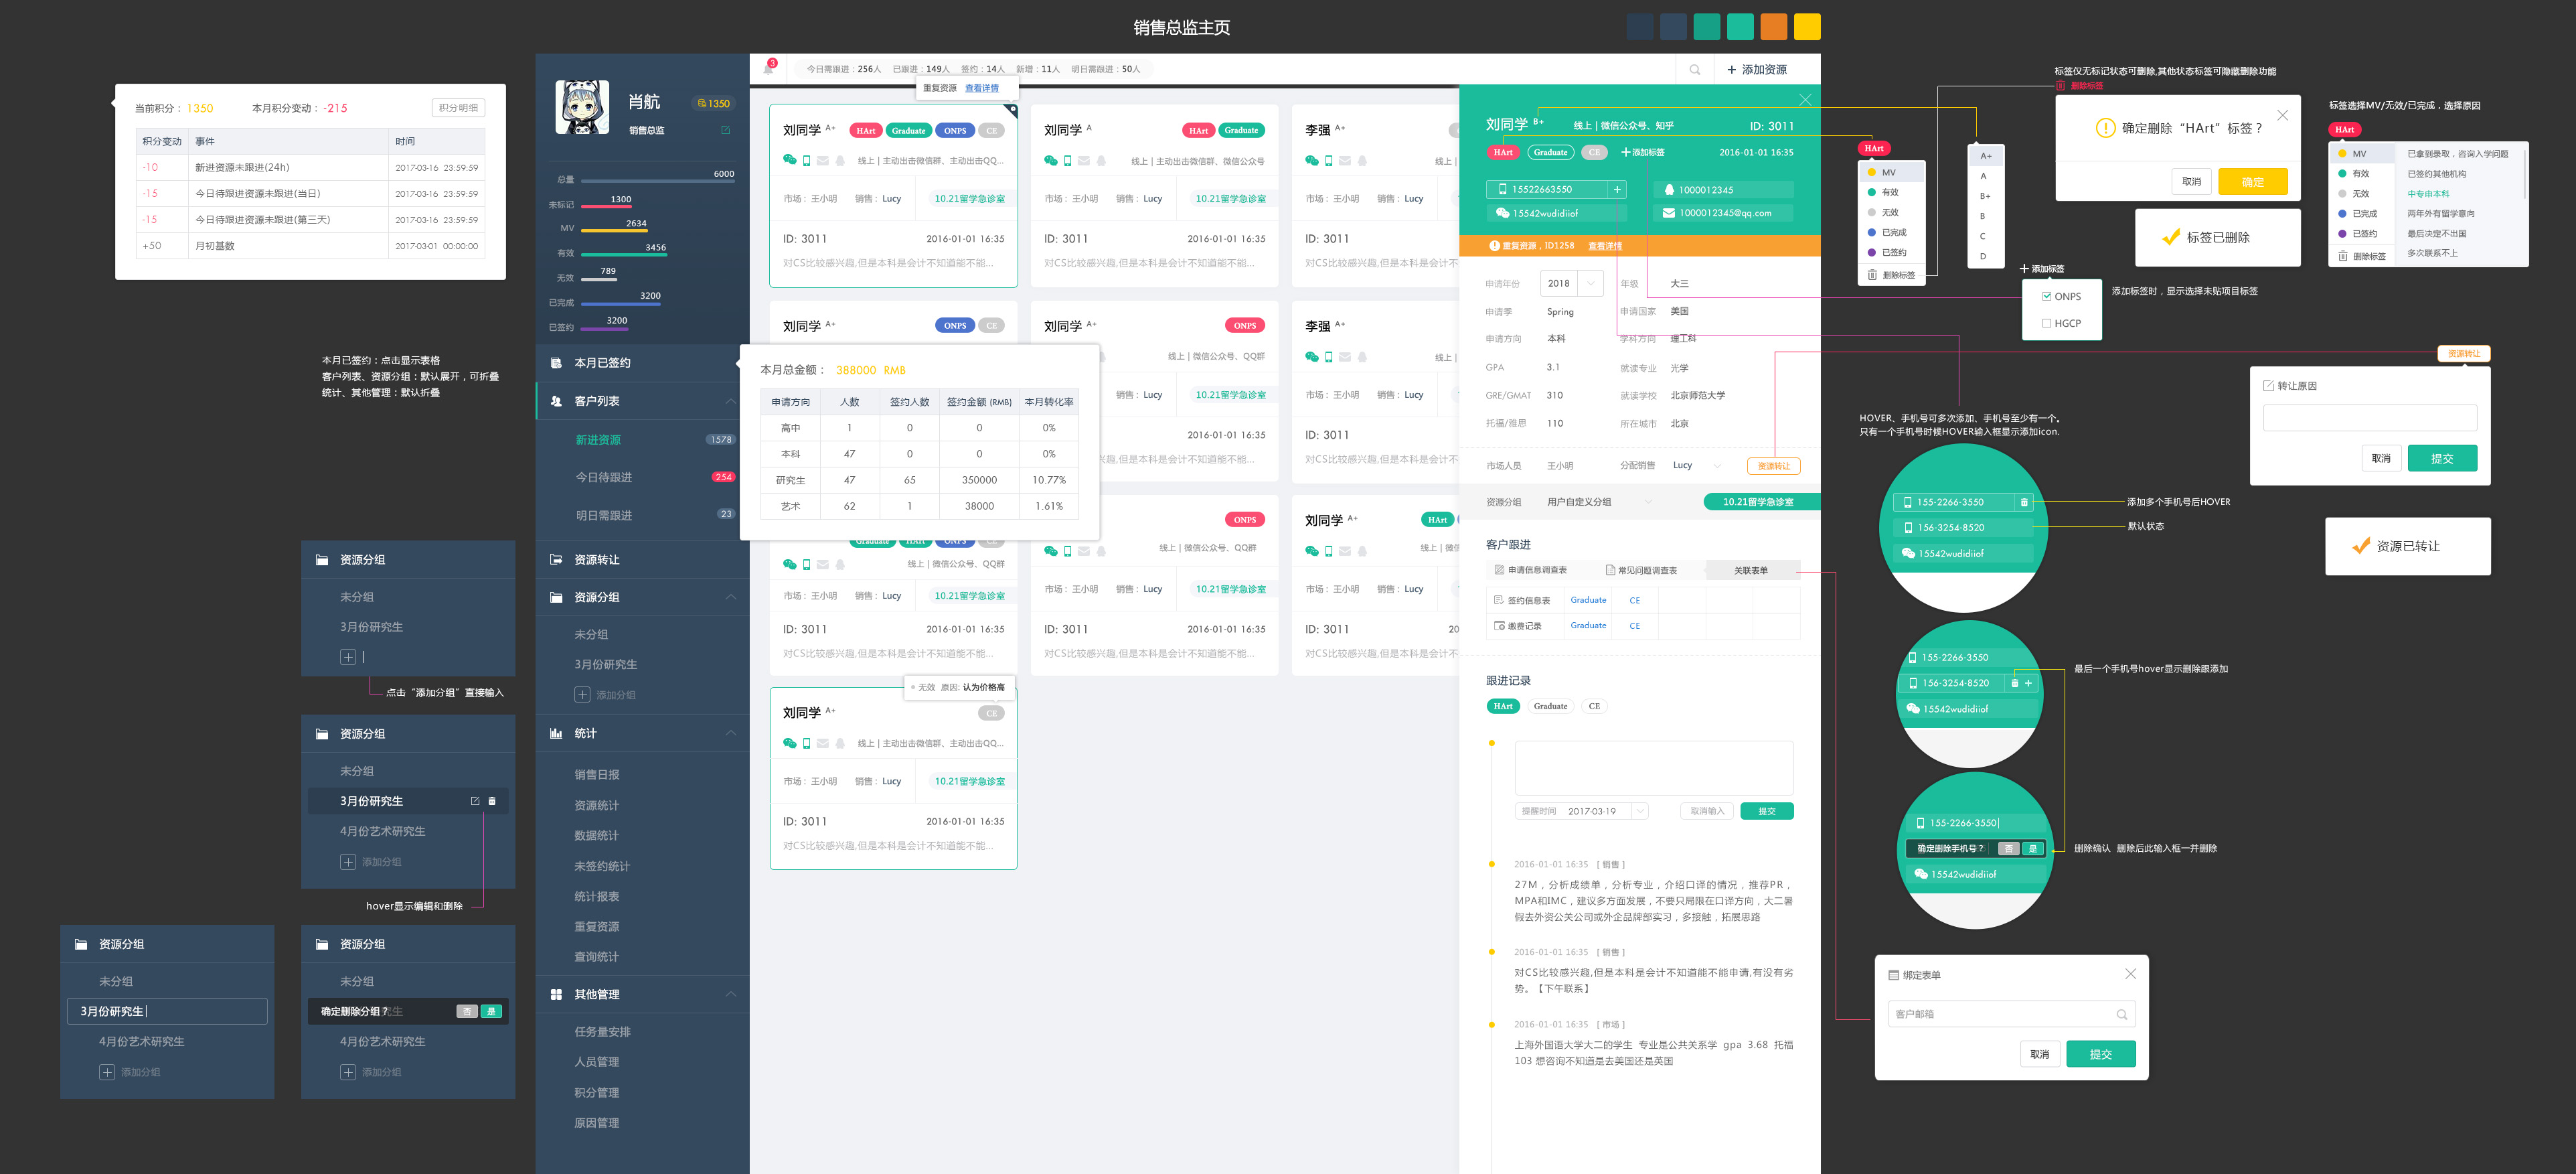 销售总监主页
当前积分： 1350 本月积分变动： -215 积分明细
积分变动 事件 时间
-10 新进资源未跟进(24h) 2017-03-16 23:59:59
-15 今日待跟进资源未跟进(当日) 2017-03-16 23:59:59
-15 今日待跟进资源未跟进(第三天) 2017-03-16 23:59:59
+50 月初基数 2017-03-01 00:00:00
本月已签约：点击显示表格
客户列表、资源分组：默认展开，可折叠
统计、其他管理：默认折叠
资源分组
未分组
3月份研究生
点击“添加分组”直接输入
资源分组
未分组
3月份研究生
4月份艺术研究生
添加分组
hover显示编辑和删除
资源分组
未分组
3月份研究生
4月份艺术研究生
添加分组
资源分组
未分组
确定删除分组？ 否 是
4月份艺术研究生
添加分组
肖航 1350
销售总监
总量 6000
未标记 1300
MV 2634
有效 3456
无效 789
已完成 3200
已签约 3200
本月已签约
客户列表
新进资源 1578
今日待跟进 254
明日需跟进 23
资源转让
资源分组
未分组
3月份研究生
添加分组
统计
销售日报
资源统计
数据统计
未签约统计
统计报表
重复资源
查询统计
其他管理
任务量安排
人员管理
积分管理
原因管理
3 今日需跟进：256人 已跟进：149人 签约：14人 新增：11人 明日需跟进：50人
添加资源
重复资源 查看详情
刘同学 A+ HArt Graduate ONPS CE
线上 | 主动出击微信群、主动出击QQ...
市场：王小明 销售：Lucy 10.21留学急诊室
ID: 3011 2016-01-01 16:35
对CS比较感兴趣,但是本科是会计不知道能不能...
刘同学 A HArt Graduate
线上 | 主动出击微信群、微信公众号
市场：王小明 销售：Lucy 10.21留学急诊室
ID: 3011 2016-01-01 16:35
对CS比较感兴趣,但是本科是会计不知道能不能...
李强 A+
线上 |
市场：王小明 销售：Lucy
ID: 3011
对CS比较感兴趣,但是本科是会计不知道能不能
刘同学 A+ ONPS CE
刘同学 A+ ONPS
线上 | 微信公众号、QQ群
销售：Lucy 10.21留学急诊室
2016-01-01 16:35
兴趣,但是本科是会计不知道能不能...
李强 A+
线上 |
市场：王小明 销售：Lucy
ID: 3011
对CS比较感兴趣,但是本科是会计不知道能不能
本月总金额： 388000 RMB
申请方向 人数 签约人数 签约金额 (RMB) 本月转化率
高中 1 0 0 0%
本科 47 0 0 0%
研究生 47 65 350000 10.77%
艺术 62 1 38000 1.61%
Graduate HArt ONPS CE
线上 | 微信公众号、QQ群
市场：王小明 销售：Lucy 10.21留学急诊室
ID: 3011 2016-01-01 16:35
对CS比较感兴趣,但是本科是会计不知道能不能...
ONPS
线上 | 微信公众号、QQ群
市场：王小明 销售：Lucy 10.21留学急诊室
ID: 3011 2016-01-01 16:35
对CS比较感兴趣,但是本科是会计不知道能不能...
刘同学 A+ HArt
线上 | 微
市场：王小明 销售：Lucy
ID: 3011 20
对CS比较感兴趣,但是本科是会计不知道能不能
无效 原因: 认为价格高
刘同学 A+ CE
线上 | 主动出击微信群、主动出击QQ...
市场：王小明 销售：Lucy 10.21留学急诊室
ID: 3011 2016-01-01 16:35
对CS比较感兴趣,但是本科是会计不知道能不能...
刘同学 B+ 线上 | 微信公众号、知乎 ID: 3011
HArt Graduate CE 添加标签 2016-01-01 16:35
15522663550 1000012345
15542wudidiiof 1000012345@qq.com
重复资源，ID1258 查看详情
申请年份 2018 年级 大三
申请季 Spring 申请国家 美国
申请方向 本科 学科方向 理工科
GPA 3.1 就读专业 光学
GRE/GMAT 310 就读学校 北京师范大学
托福/雅思 110 所在城市 北京
市场人员 王小明 分配销售 Lucy 资源转让
资源分组 用户自定义分组 10.21留学急诊室
客户跟进
申请信息调查表 常见问题调查表 关联表单
签约信息表 Graduate CE
缴费记录 Graduate CE
跟进记录
HArt Graduate CE
提醒时间 2017-03-19 取消输入 提交
2016-01-01 16:35 [ 销售 ]
27M，分析成绩单，分析专业，介绍口译的情况，推荐PR，
MPA和IMC，建议多方面发展，不要只局限在口译方向，大二暑
假去外资公关公司或外企品牌部实习，多接触，拓展思路
2016-01-01 16:35 [ 销售 ]
对CS比较感兴趣,但是本科是会计不知道能不能申请,有没有劣
势。【下午联系】
2016-01-01 16:35 [ 市场 ]
上海外国语大学大二的学生 专业是公共关系学 gpa 3.68 托福
103 想咨询不知道是去美国还是英国
HArt
MV
有效
无效
已完成
已签约
删除标签
A+
A
B+
B
C
D
标签仅无标记状态可删除,其他状态标签可隐藏删除功能
删除标签
确定删除“HArt”标签？
取消 确定
标签已删除
标签选择MV/无效/已完成，选择原因
HArt
MV 已拿到录取，咨询入学问题
有效 已签约其他机构
无效 中专审本科
已完成 两年外有留学意向
已签约 最后决定不出国
删除标签 多次联系不上
添加标签
ONPS
HGCP
添加标签时，显示选择未贴项目标签
资源转让
转让原因
取消 提交
资源已转让
HOVER、手机号可多次添加、手机号至少有一个。
只有一个手机号时候HOVER输入框显示添加icon.
155-2266-3550
156-3254-8520
15542wudidiiof
添加多个手机号后HOVER
默认状态
155-2266-3550
156-3254-8520
15542wudidiiof
最后一个手机号hover显示删除跟添加
155-2266-3550
确定删除手机号？ 否 是
15542wudidiiof
删除确认 删除后此输入框一并删除
绑定表单
客户邮箱
取消 提交